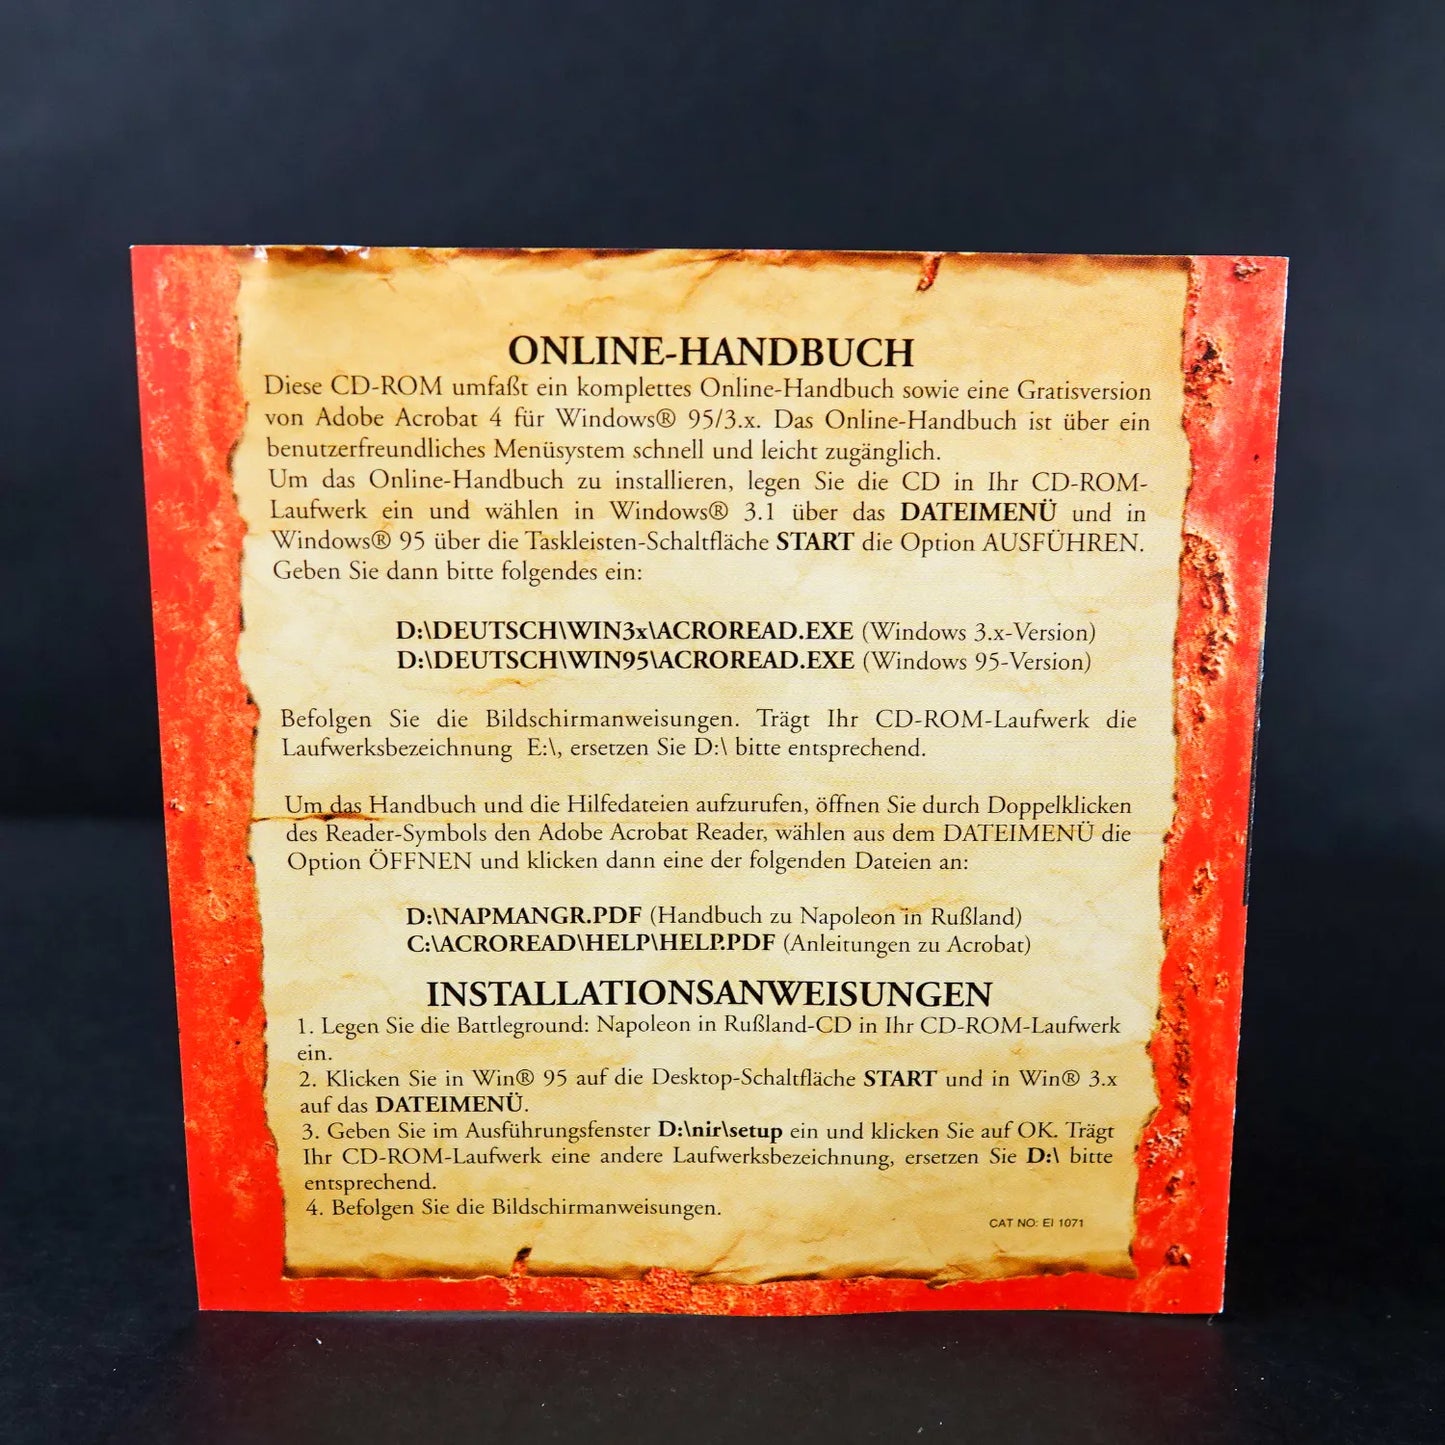 ONLINE-HANDBUCH
Diese CD-ROM umfaßt ein komplettes Online-Handbuch sowie eine Gratisversion
von Adobe Acrobat 4 für Windows® 95/3.x. Das Online-Handbuch ist über ein
benutzerfreundliches Menüsystem schnell und leicht zugänglich.
Um das Online-Handbuch zu installieren, legen Sie die CD in Ihr CD-ROM-
Laufwerk ein und wählen in Windows® 3.1 über das DATEIMENÜ und in
Windows® 95 über die Taskleisten-Schaltfläche START die Option AUSFÜHREN.
Geben Sie dann bitte folgendes ein:
D:\DEUTSCH\WIN3x\ACROREAD.EXE (Windows 3.x-Version)
D:\DEUTSCH\WIN95\ACROREAD.EXE (Windows 95-Version)
Befolgen Sie die Bildschirmanweisungen. Trägt Ihr CD-ROM-Laufwerk die
Laufwerksbezeichnung E:\, ersetzen Sie D:\ bitte entsprechend.
Um das Handbuch und die Hilfedateien aufzurufen, öffnen Sie durch Doppelklicken
des Reader-Symbols den Adobe Acrobat Reader, wählen aus dem DATEIMENÜ die
Option ÖFFNEN und klicken dann eine der folgenden Dateien an:
D:\NAPMANGR.PDF (Handbuch zu Napoleon in Rußland)
C:\ACROREAD\HELP\HELP.PDF (Anleitungen zu Acrobat)
INSTALLATIONSANWEISUNGEN
1. Legen Sie die Battleground: Napoleon in Rußland-CD in Ihr CD-ROM-Laufwerk
ein.
2. Klicken Sie in Win® 95 auf die Desktop-Schaltfläche START und in Win® 3.x
auf das DATEIMENÜ.
3. Geben Sie im Ausführungsfenster D:\nir\setup ein und klicken Sie auf OK. Trägt
Ihr CD-ROM-Laufwerk eine andere Laufwerksbezeichnung, ersetzen Sie D:\ bitte
entsprechend.
4. Befolgen Sie die Bildschirmanweisungen.
CAT NO: EI 1071